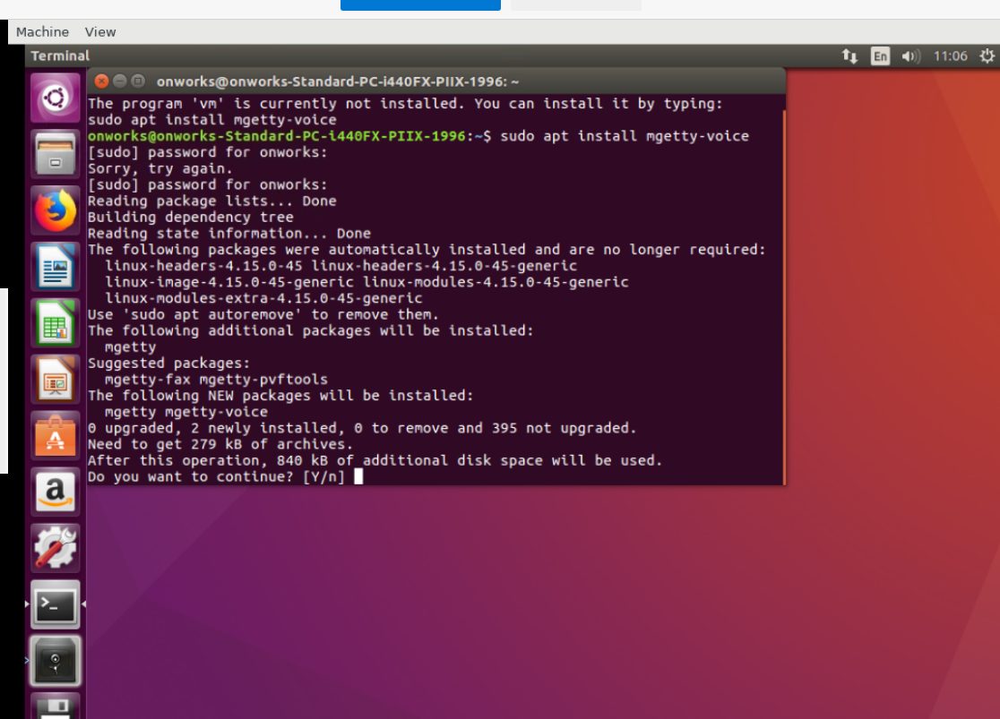 Machine View
Terminal
En
11:06
onworks@onworks-Standard-PC-i440FX-PIIX-1996: ~
The program 'vm' is currently not installed. You can install it by typing:
sudo apt install mgetty-voice
onworks@onworks-Standard-PC-i440FX-PIIX-1996:~$ sudo apt install mgetty-voice
[sudo] password for onworks:
Sorry, try again.
[sudo] password for onworks:
Reading package lists... Done
Building dependency tree
Reading state information... Done
The following packages were automatically installed and are no longer required:
  linux-headers-4.15.0-45 linux-headers-4.15.0-45-generic
  linux-image-4.15.0-45-generic linux-modules-4.15.0-45-generic
  linux-modules-extra-4.15.0-45-generic
Use 'sudo apt autoremove' to remove them.
The following additional packages will be installed:
  mgetty
Suggested packages:
  mgetty-fax mgetty-pvftools
The following NEW packages will be installed:
  mgetty mgetty-voice
0 upgraded, 2 newly installed, 0 to remove and 395 not upgraded.
Need to get 279 kB of archives.
After this operation, 840 kB of additional disk space will be used.
Do you want to continue? [Y/n]